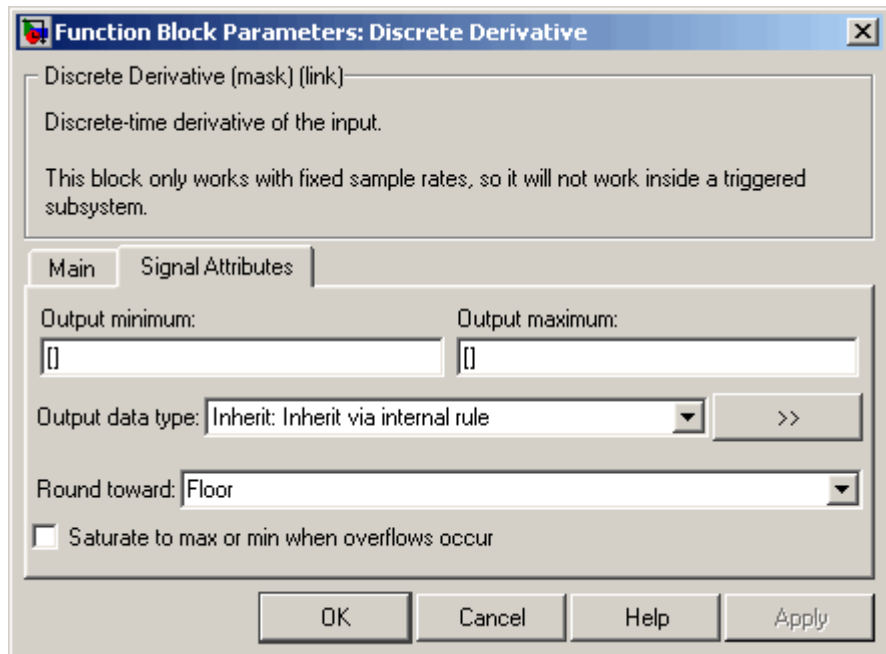 Function Block Parameters: Discrete Derivative
Discrete Derivative (mask) (link)
Discrete-time derivative of the input.
This block only works with fixed sample rates, so it will not work inside a triggered
subsystem.
Main Signal Attributes
Output minimum: Output maximum:
[] []
Output data type: Inherit: Inherit via internal rule >>
Round toward: Floor
Saturate to max or min when overflows occur
OK Cancel Help Apply